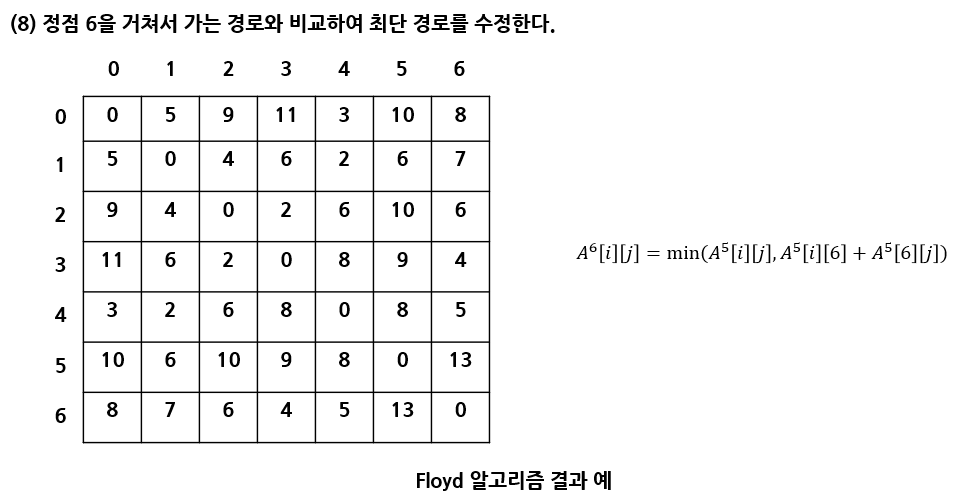 (8) 정점 6을 거쳐서 가는 경로와 비교하여 최단 경로를 수정한다.
0 1 2 3 4 5 6
0 0 5 9 11 3 10 8
1 5 0 4 6 2 6 7
2 9 4 0 2 6 10 6
3 11 6 2 0 8 9 4
4 3 2 6 8 0 8 5
5 10 6 10 9 8 0 13
6 8 7 6 4 5 13 0
A⁶[i][j] = min(A⁵[i][j], A⁵[i][6] + A⁵[6][j])
Floyd 알고리즘 결과 예